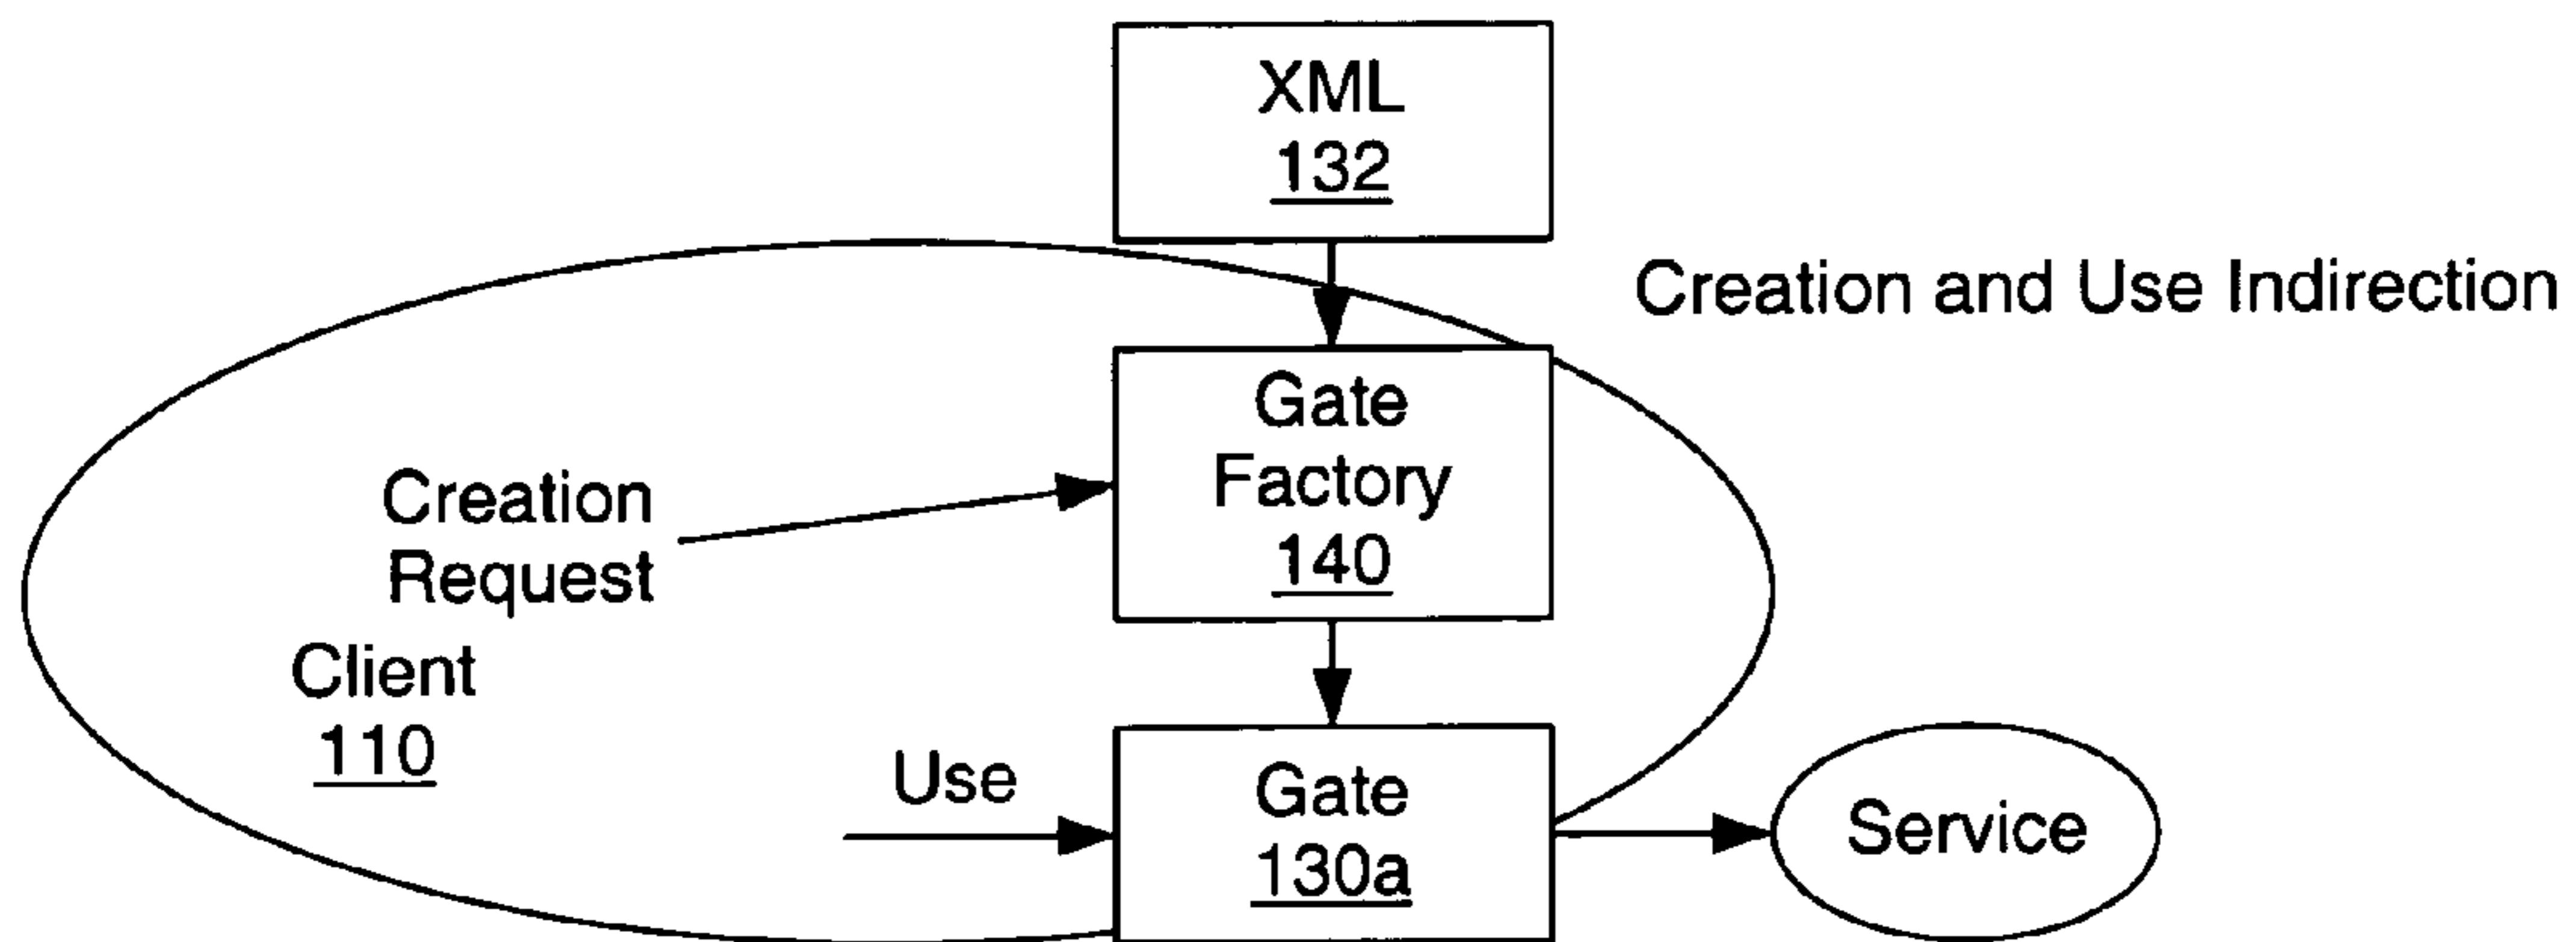 XML
132
Creation and Use Indirection
Gate
Factory
140
Creation
Request
Client
110
Use
Gate
130a
Service